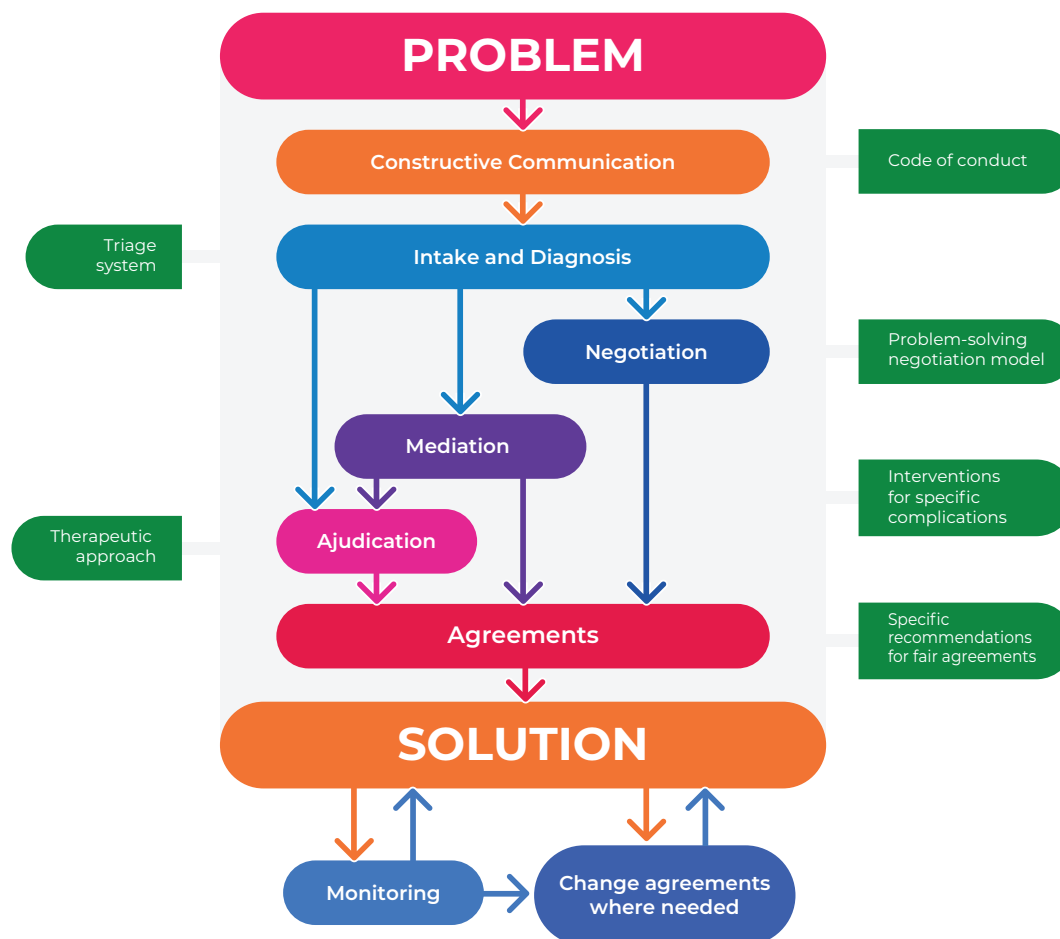 PROBLEM
Constructive Communication
Code of conduct
Triage
system
Intake and Diagnosis
Negotiation
Problem-solving
negotiation model
Mediation
Interventions
for specific
complications
Therapeutic
approach
Ajudication
Agreements
Specific
recommendations
for fair agreements
SOLUTION
Monitoring
Change agreements
where needed